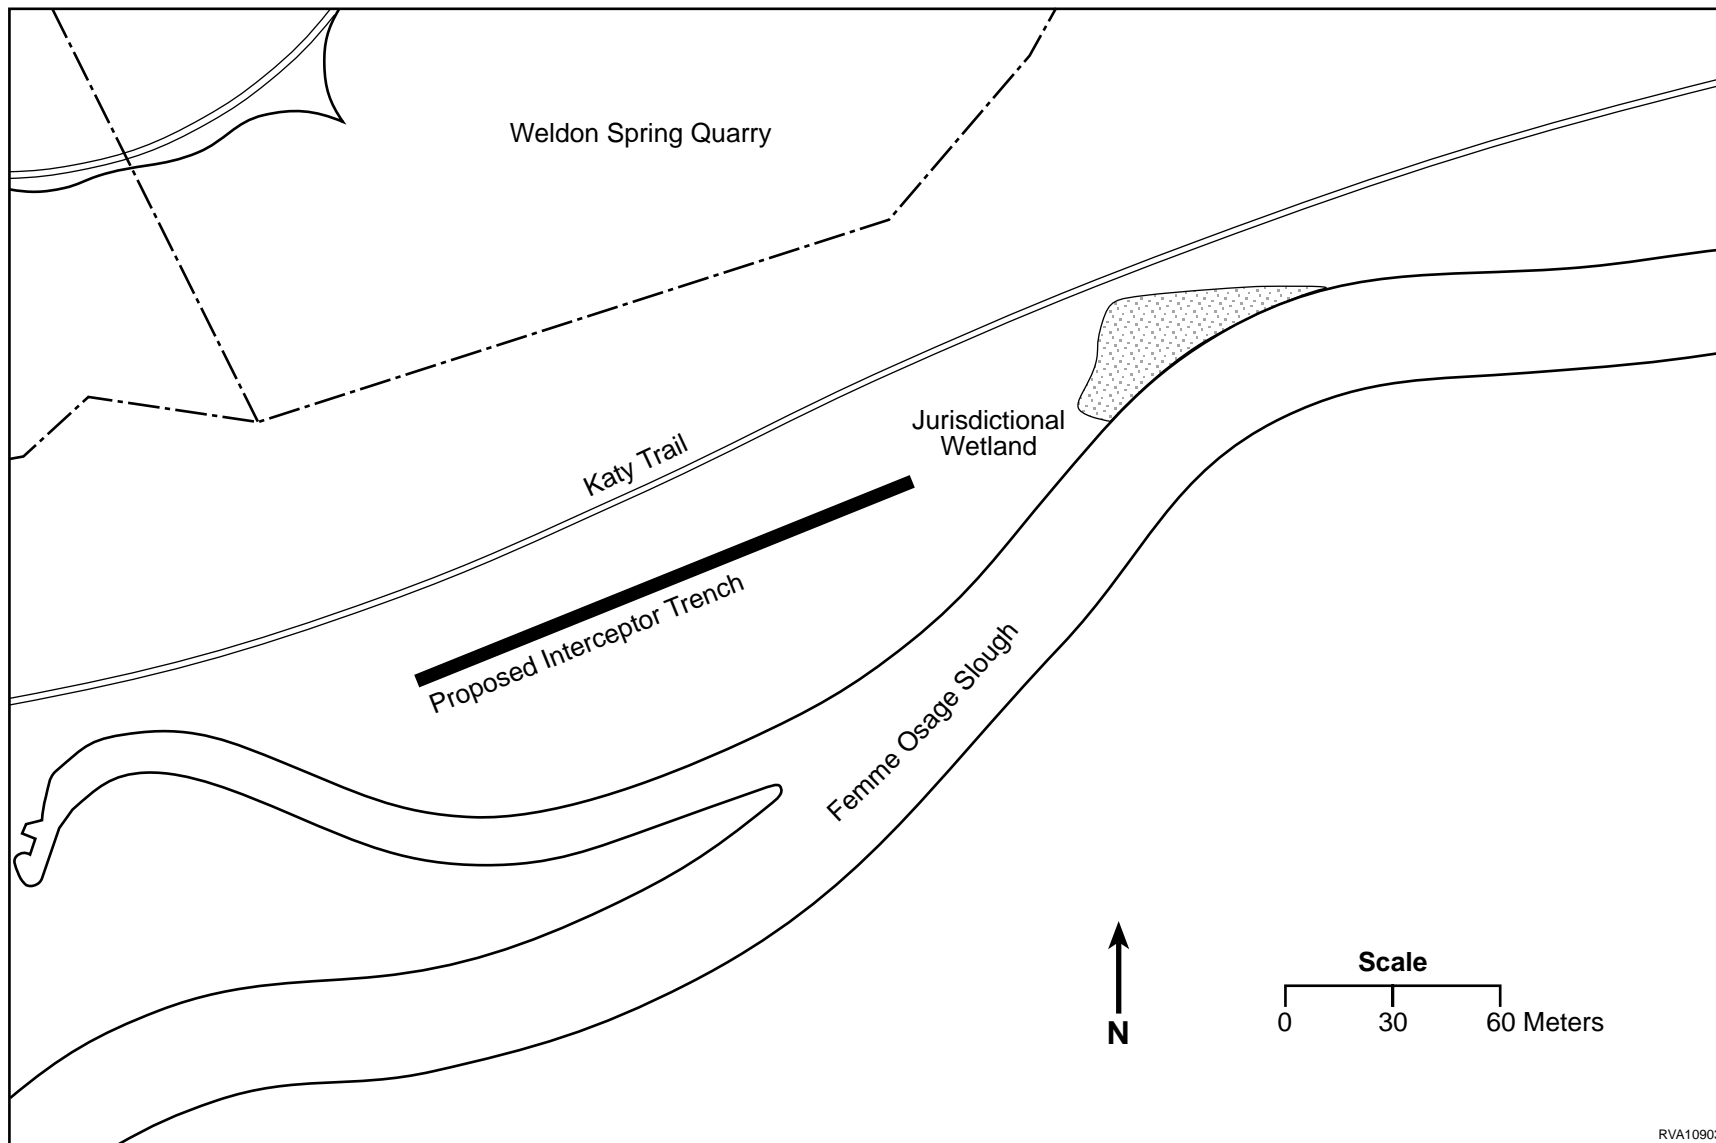 Weldon Spring Quarry
Jurisdictional
Wetland
Katy Trail
Proposed Interceptor Trench
Femme Osage Slough
Scale
0 30 60 Meters
N